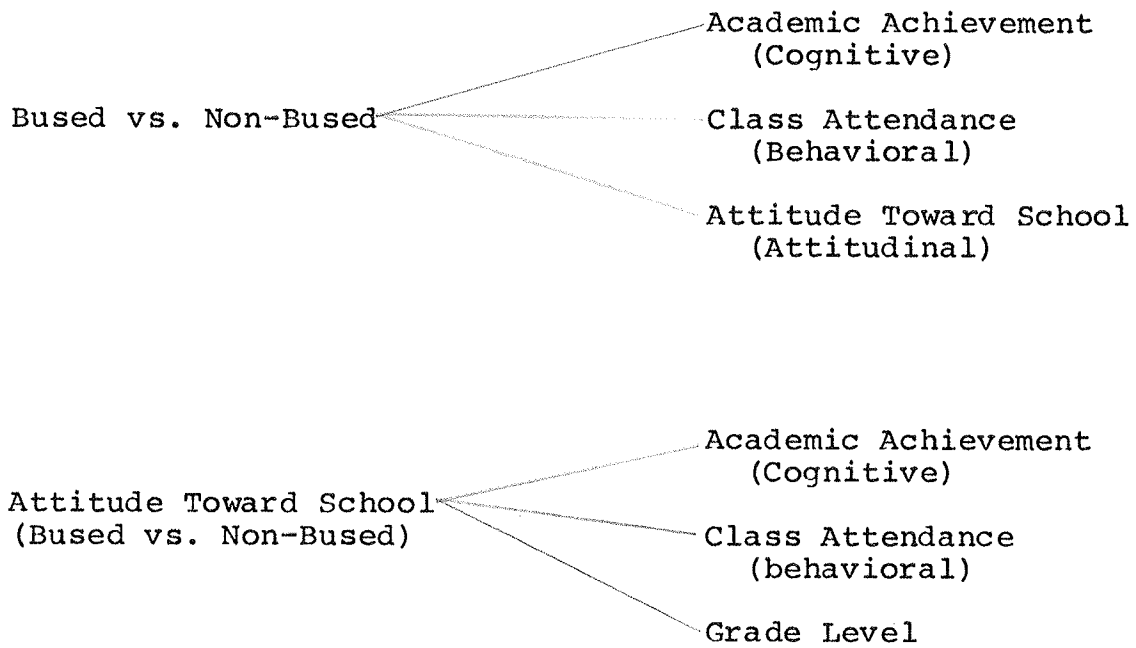 Academic Achievement
(Cognitive)
Bused vs. Non-Bused
Class Attendance
(Behavioral)
Attitude Toward School
(Attitudinal)
Academic Achievement
(Cognitive)
Attitude Toward School
(Bused vs. Non-Bused)
Class Attendance
(behavioral)
Grade Level